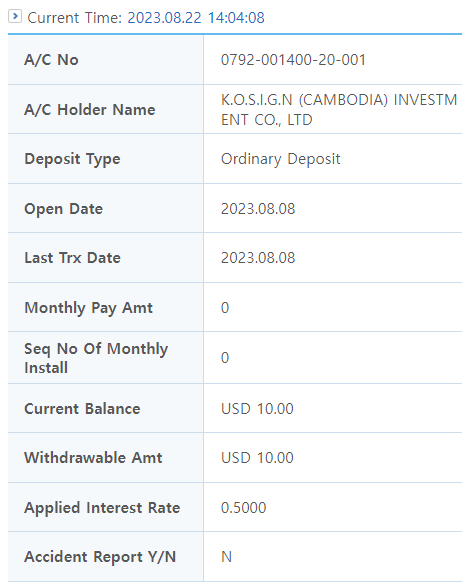 Current Time: 2023.08.22 14:04:08
A/C No 0792-001400-20-001
A/C Holder Name K.O.S.I.G.N (CAMBODIA) INVESTM
ENT CO., LTD
Deposit Type Ordinary Deposit
Open Date 2023.08.08
Last Trx Date 2023.08.08
Monthly Pay Amt 0
Seq No Of Monthly
Install 0
Current Balance USD 10.00
Withdrawable Amt USD 10.00
Applied Interest Rate 0.5000
Accident Report Y/N N